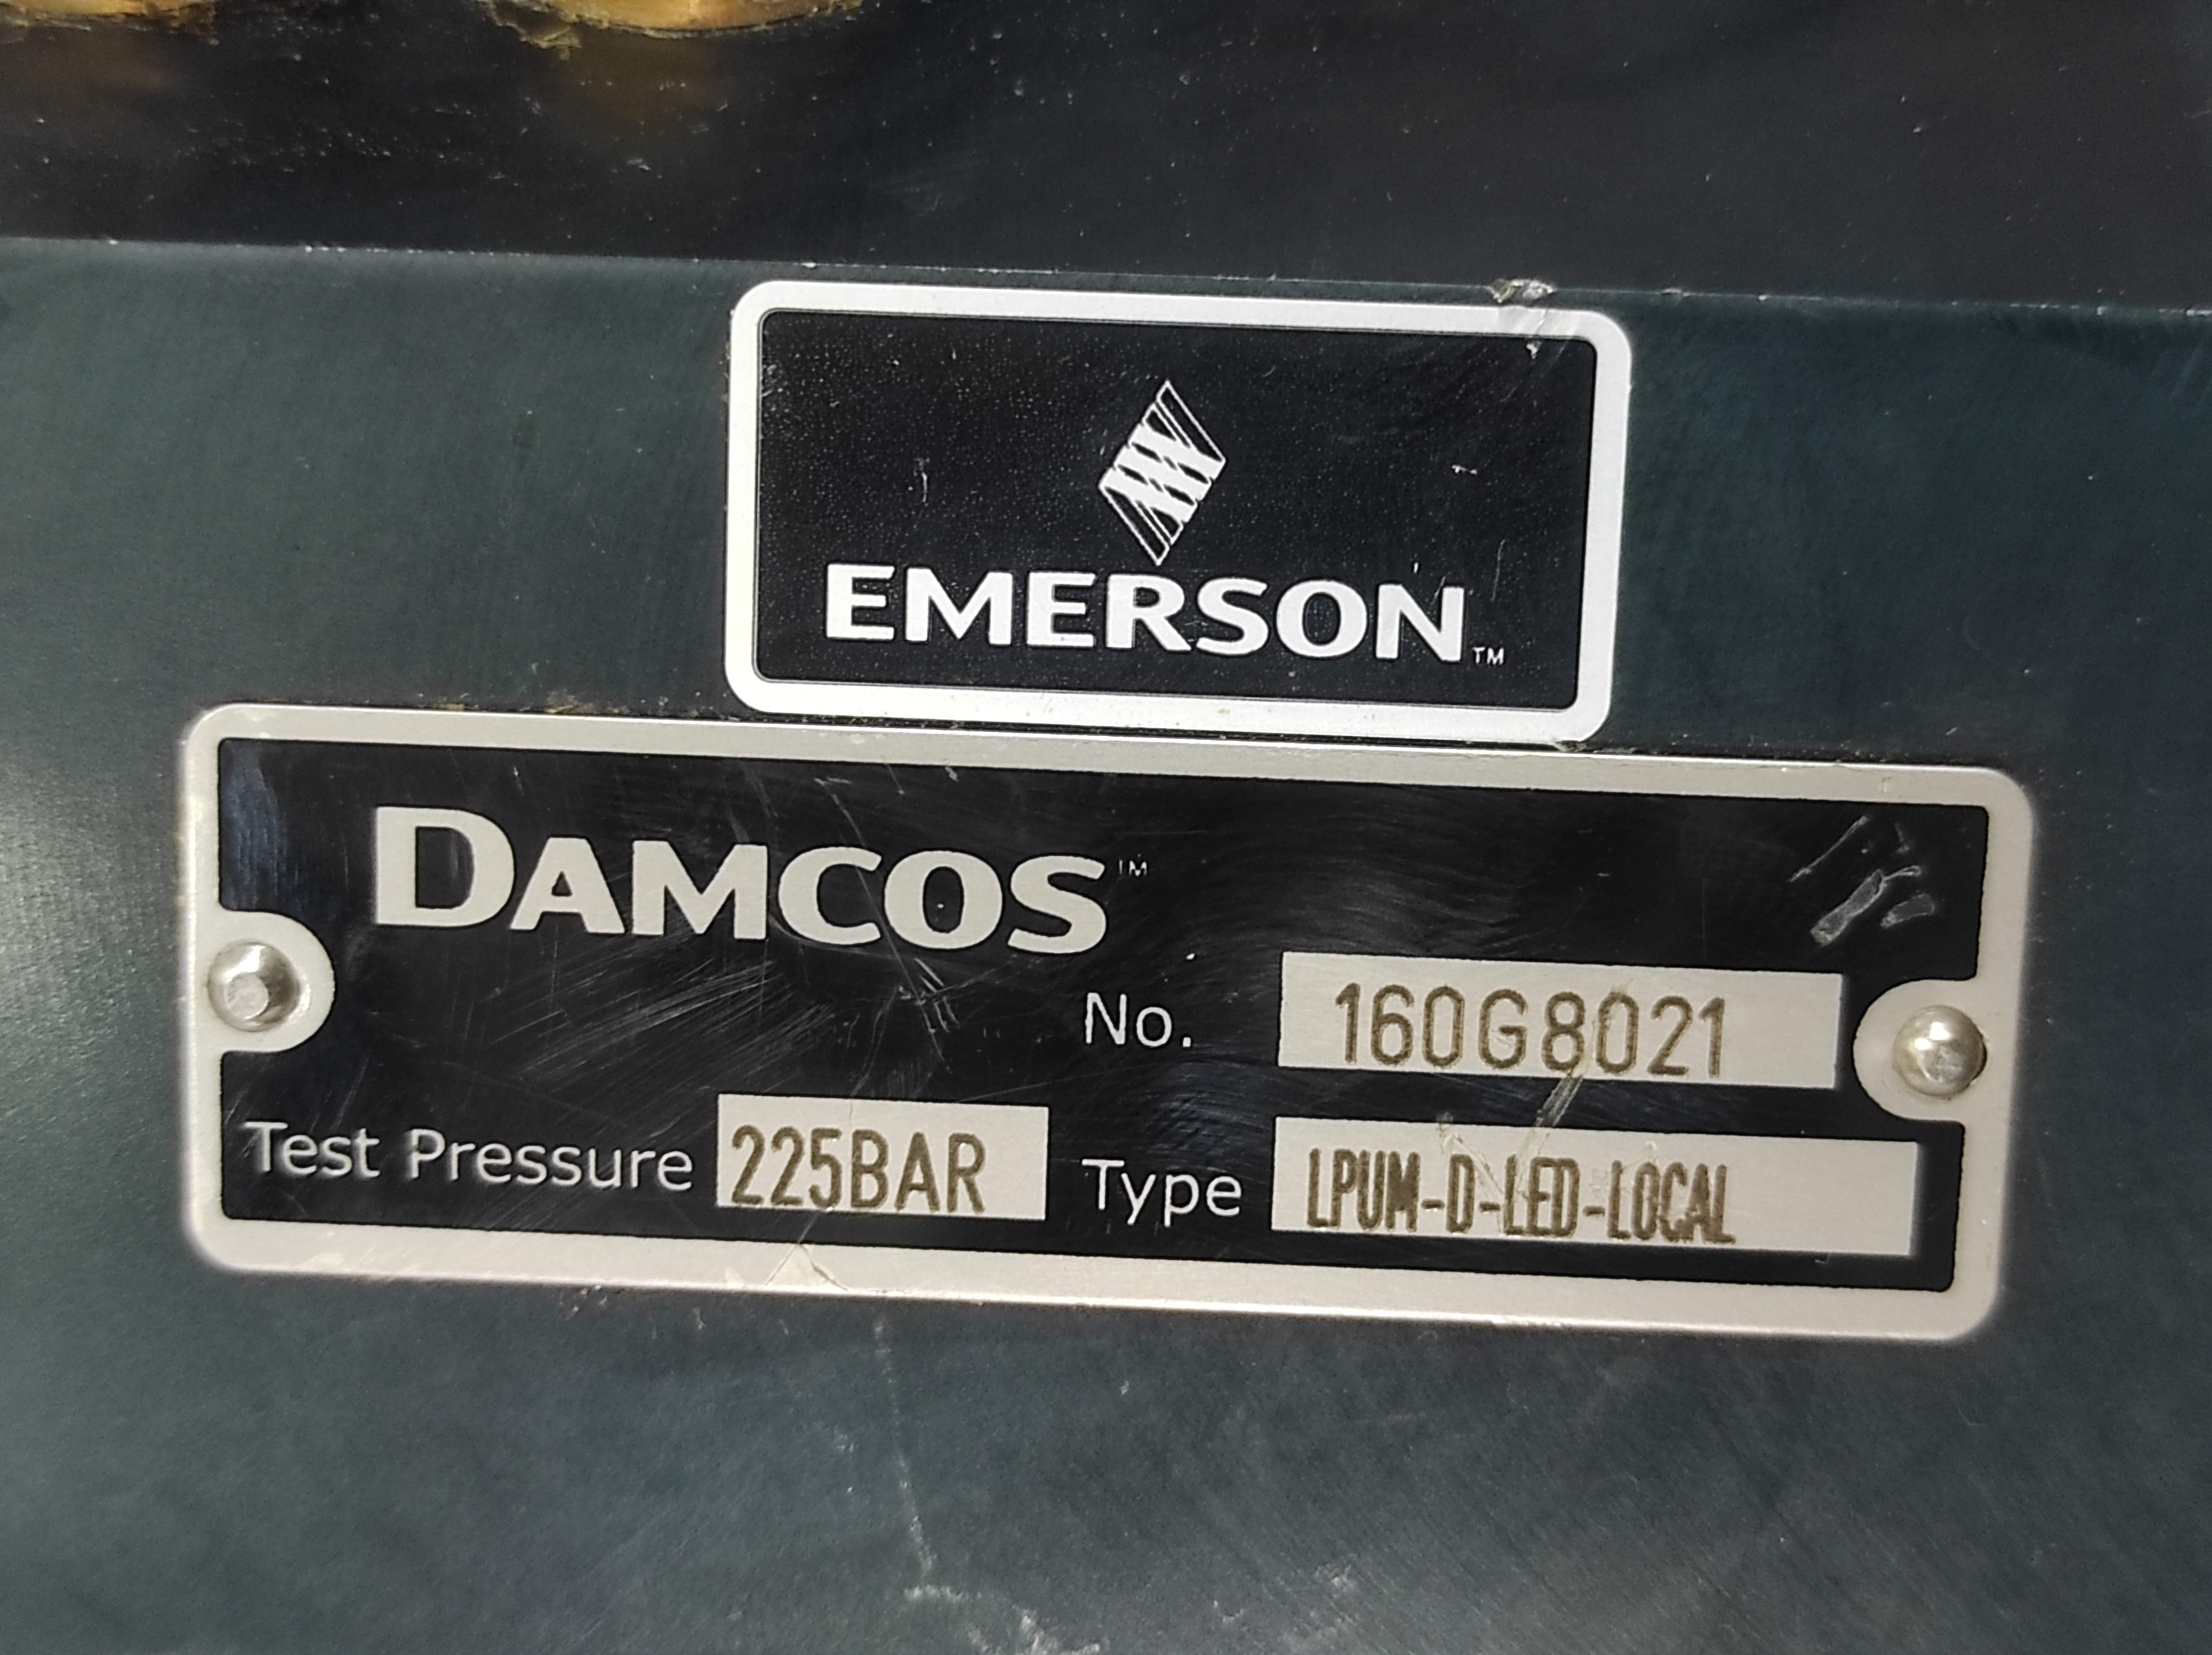 EMERSON™
DAMCOS™
No. 160G8021
Test Pressure 225BAR Type LPUM-D-LED-LOCAL